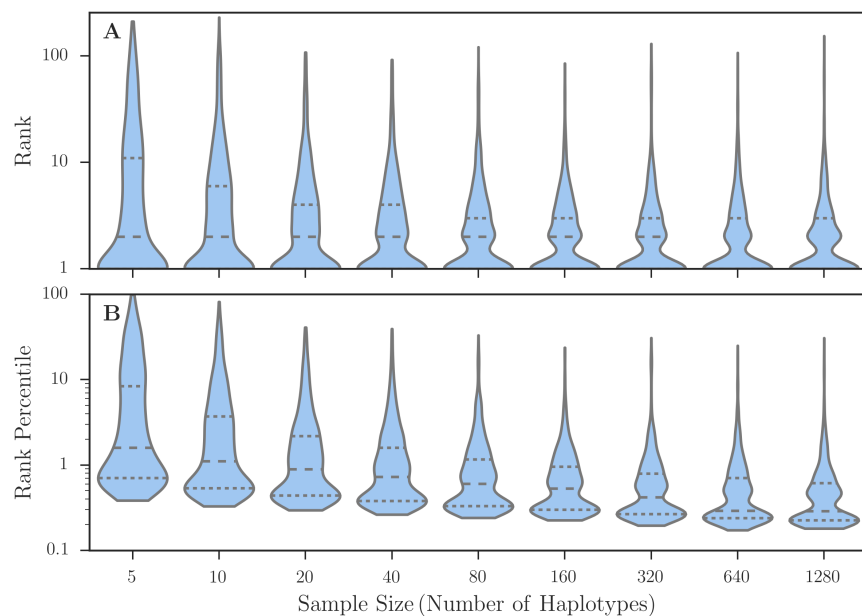 A
100
10
1
Rank
B
100
10
1
0.1
Rank Percentile
5 10 20 40 80 160 320 640 1280
Sample Size (Number of Haplotypes)